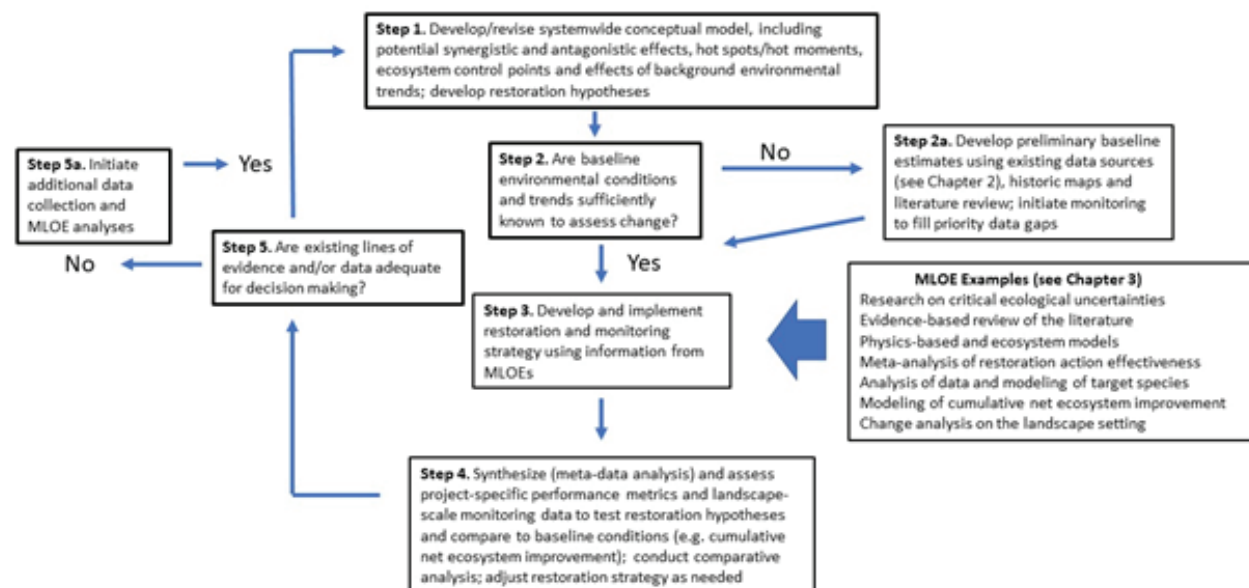 Step 1. Develop/revise systemwide conceptual model, including
potential synergistic and antagonistic effects, hot spots/hot moments,
ecosystem control points and effects of background environmental
trends; develop restoration hypotheses
Step 2. Are baseline
environmental conditions
and trends sufficiently
known to assess change?
No
Step 2a. Develop preliminary baseline
estimates using existing data sources
(see Chapter 2), historic maps and
literature review; initiate monitoring
to fill priority data gaps
Yes
Step 3. Develop and implement
restoration and monitoring
strategy using information from
MLOEs
MLOE Examples (see Chapter 3)
Research on critical ecological uncertainties
Evidence-based review of the literature
Physics-based and ecosystem models
Meta-analysis of restoration action effectiveness
Analysis of data and modeling of target species
Modeling of cumulative net ecosystem improvement
Change analysis on the landscape setting
Step 4. Synthesize (meta-data analysis) and assess
project-specific performance metrics and landscape-
scale monitoring data to test restoration hypotheses
and compare to baseline conditions (e.g. cumulative
net ecosystem improvement); conduct comparative
analysis; adjust restoration strategy as needed
Step 5. Are existing lines of
evidence and/or data adequate
for decision making?
No
Step 5a. Initiate
additional data
collection and
MLOE analyses
Yes